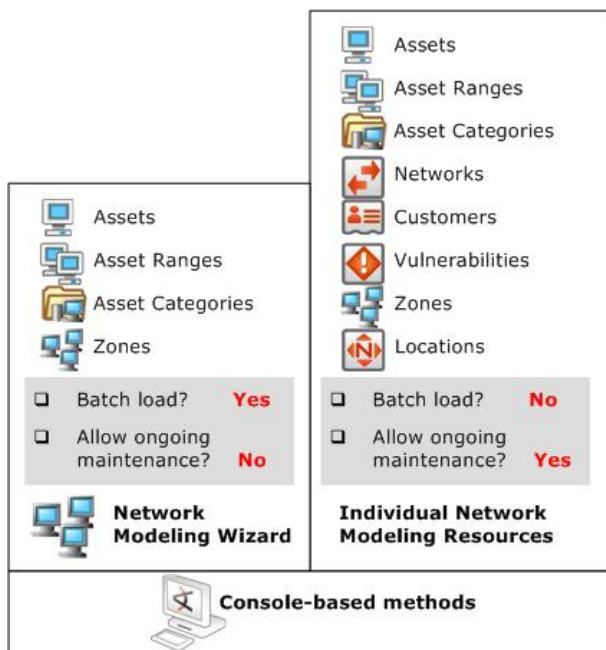 Assets
Asset Ranges
Asset Categories
Zones
Batch load? Yes
Allow ongoing
maintenance? No
Network
Modeling Wizard
Assets
Asset Ranges
Asset Categories
Networks
Customers
Vulnerabilities
Zones
Locations
Batch load? No
Allow ongoing
maintenance? Yes
Individual Network
Modeling Resources
Console-based methods